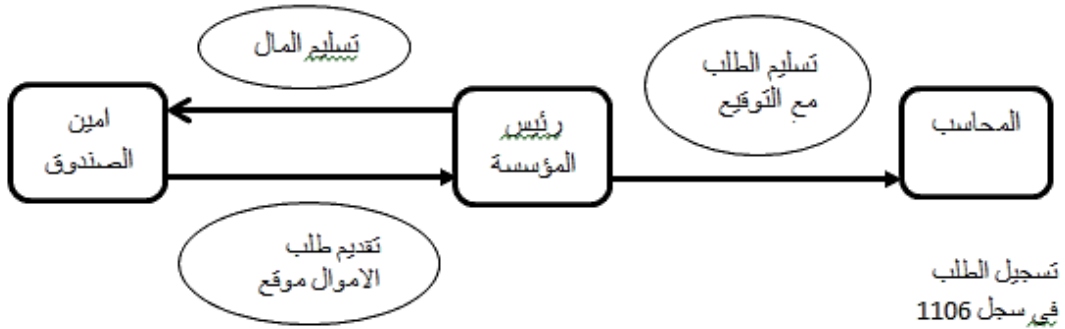 تسليم المال
تسليم الطلب
مع التوقيع
امين
الصندوق
رئيس
المؤسسة
المحاسب
تقديم طلب
الاموال موقع
تسجيل الطلب
في سجل 1106